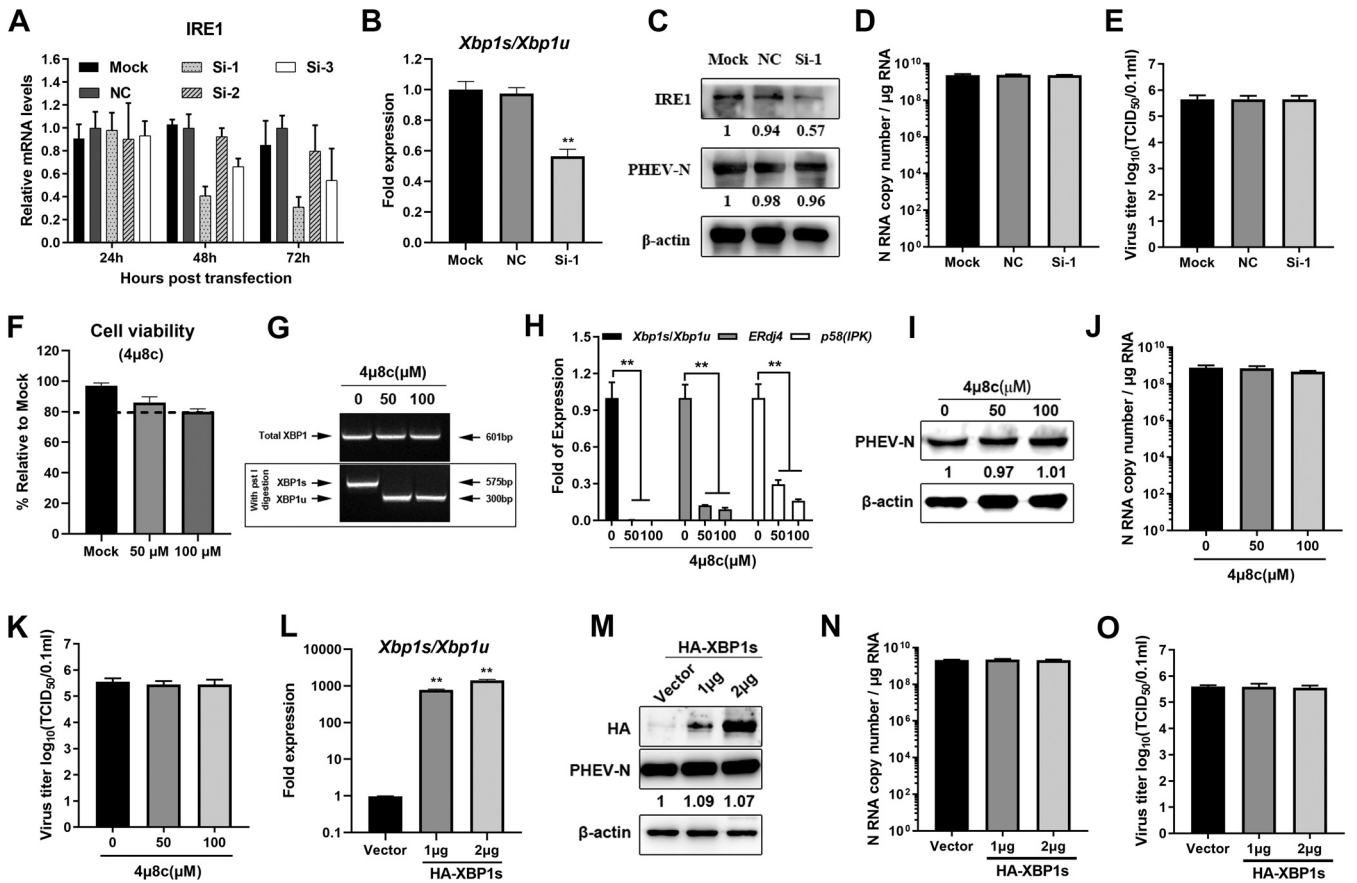 A
IRE1
Mock
Si-1
Si-3
NC
Si-2
Relative mRNA levels
1.6
1.4
1.2
1.0
0.8
0.6
0.4
0.2
0.0
24h
48h
72h
Hours post transfection
B
Xbp1s/Xbp1u
Fold expression
1.2
1.0
0.8
0.6
0.4
0.2
0.0
**
Mock
NC
Si-1
C
Mock NC Si-1
IRE1
1 0.94 0.57
PHEV-N
1 0.98 0.96
β-actin
D
N RNA copy number / μg RNA
10^10
10^8
10^6
10^4
10^2
10^0
Mock
NC
Si-1
E
Virus titer log10(TCID50/0.1ml)
7
6
5
4
3
2
1
0
Mock
NC
Si-1
F
Cell viability
(4μ8c)
% Relative to Mock
120
100
80
60
40
20
0
Mock
50 μM
100 μM
G
4μ8c(μM)
0 50 100
Total XBP1
601bp
With pst I
digestion
XBP1s
575bp
XBP1u
300bp
H
Xbp1s/Xbp1u
ERdj4
p58(IPK)
Fold of Expression
1.5
1.2
0.9
0.6
0.3
0.0
**
**
**
0 50 100 0 50 100 0 50 100
4μ8c(μM)
I
4μ8c(μM)
0 50 100
PHEV-N
1 0.97 1.01
β-actin
J
N RNA copy number / μg RNA
10^10
10^8
10^6
10^4
10^2
10^0
0 50 100
4μ8c(μM)
K
Virus titer log10(TCID50/0.1ml)
7
6
5
4
3
2
1
0
0 50 100
4μ8c(μM)
L
Xbp1s/Xbp1u
Fold expression
10000
1000
100
10
1
0.1
**
**
Vector
1μg
2μg
HA-XBP1s
M
HA-XBP1s
Vector
1μg
2μg
HA
PHEV-N
1 1.09 1.07
β-actin
N
N RNA copy number / μg RNA
10^10
10^8
10^6
10^4
10^2
10^0
Vector
1μg
2μg
HA-XBP1s
O
Virus titer log10(TCID50/0.1ml)
7
6
5
4
3
2
1
0
Vector
1μg
2μg
HA-XBP1s